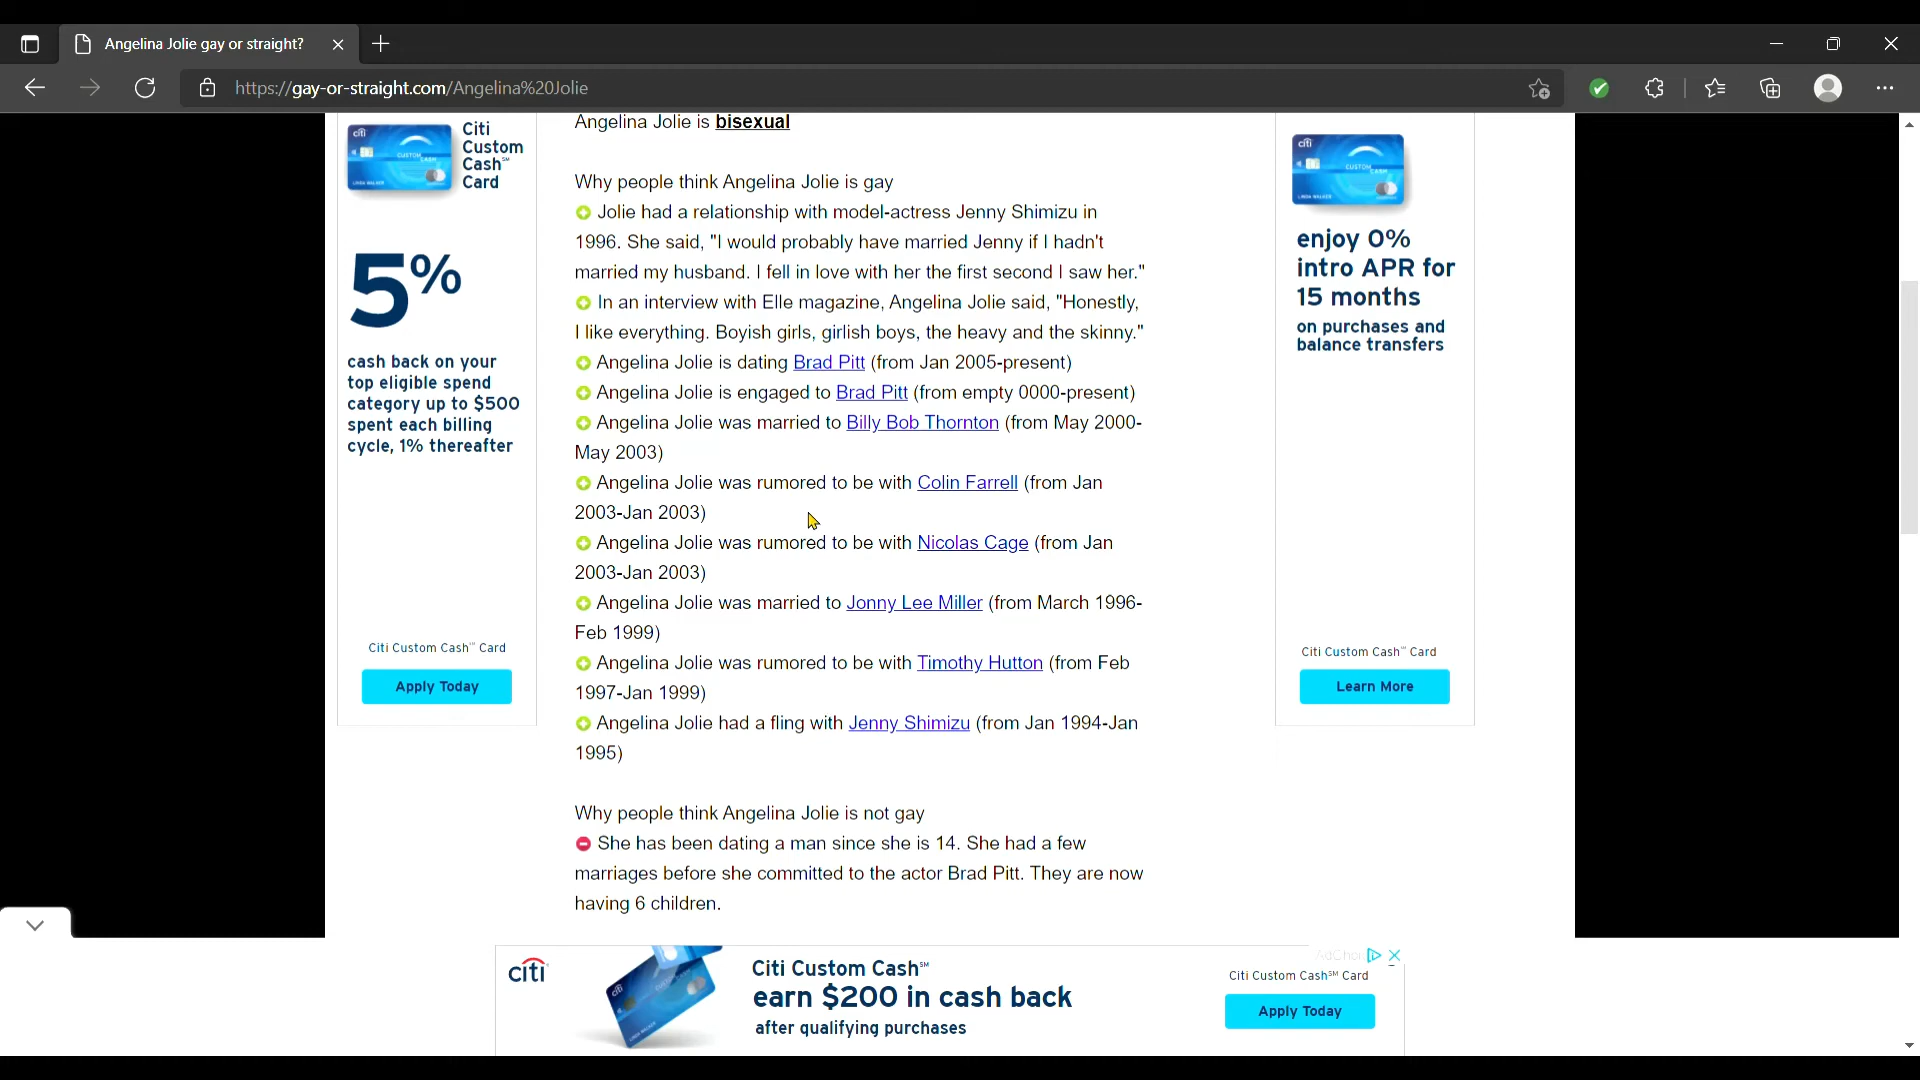 Angelina Jolie gay or straight?
https://gay-or-straight.com/Angelina%20Jolie
citi
CUSTOM CASH
LINDA WALKER
Citi
Custom
Cash℠
Card
5%
cash back on your
top eligible spend
category up to $500
spent each billing
cycle, 1% thereafter
Citi Custom Cash℠ Card
Apply Today
Angelina Jolie is bisexual
Why people think Angelina Jolie is gay
Jolie had a relationship with model-actress Jenny Shimizu in
1996. She said, "I would probably have married Jenny if I hadn't
married my husband. I fell in love with her the first second I saw her."
In an interview with Elle magazine, Angelina Jolie said, "Honestly,
I like everything. Boyish girls, girlish boys, the heavy and the skinny."
Angelina Jolie is dating Brad Pitt (from Jan 2005-present)
Angelina Jolie is engaged to Brad Pitt (from empty 0000-present)
Angelina Jolie was married to Billy Bob Thornton (from May 2000-
May 2003)
Angelina Jolie was rumored to be with Colin Farrell (from Jan
2003-Jan 2003)
Angelina Jolie was rumored to be with Nicolas Cage (from Jan
2003-Jan 2003)
Angelina Jolie was married to Jonny Lee Miller (from March 1996-
Feb 1999)
Angelina Jolie was rumored to be with Timothy Hutton (from Feb
1997-Jan 1999)
Angelina Jolie had a fling with Jenny Shimizu (from Jan 1994-Jan
1995)
Why people think Angelina Jolie is not gay
She has been dating a man since she is 14. She had a few
marriages before she committed to the actor Brad Pitt. They are now
having 6 children.
citi
CUSTOM CASH
LINDA WALKER
enjoy 0%
intro APR for
15 months
on purchases and
balance transfers
Citi Custom Cash℠ Card
Learn More
citi
citi
LINDA WALKER
Citi Custom Cash℠
earn $200 in cash back
after qualifying purchases
AdChoi
Citi Custom Cash℠ Card
Apply Today